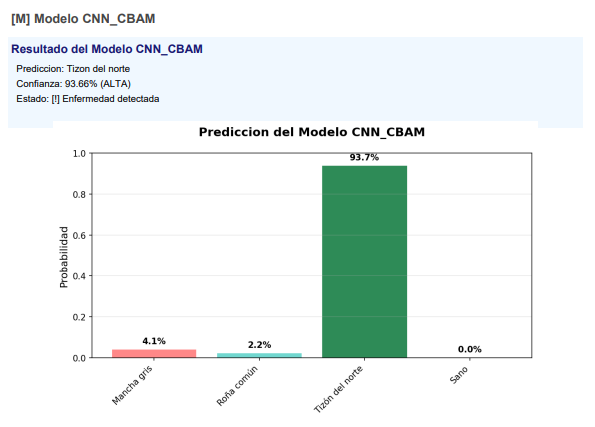 [M] Modelo CNN_CBAM
Resultado del Modelo CNN_CBAM
Prediccion: Tizon del norte
Confianza: 93.66% (ALTA)
Estado: [!] Enfermedad detectada
Prediccion del Modelo CNN_CBAM
Probabilidad
1.0
0.8
0.6
0.4
0.2
0.0
4.1%
2.2%
93.7%
0.0%
Mancha gris
Roña común
Tizón del norte
Sano